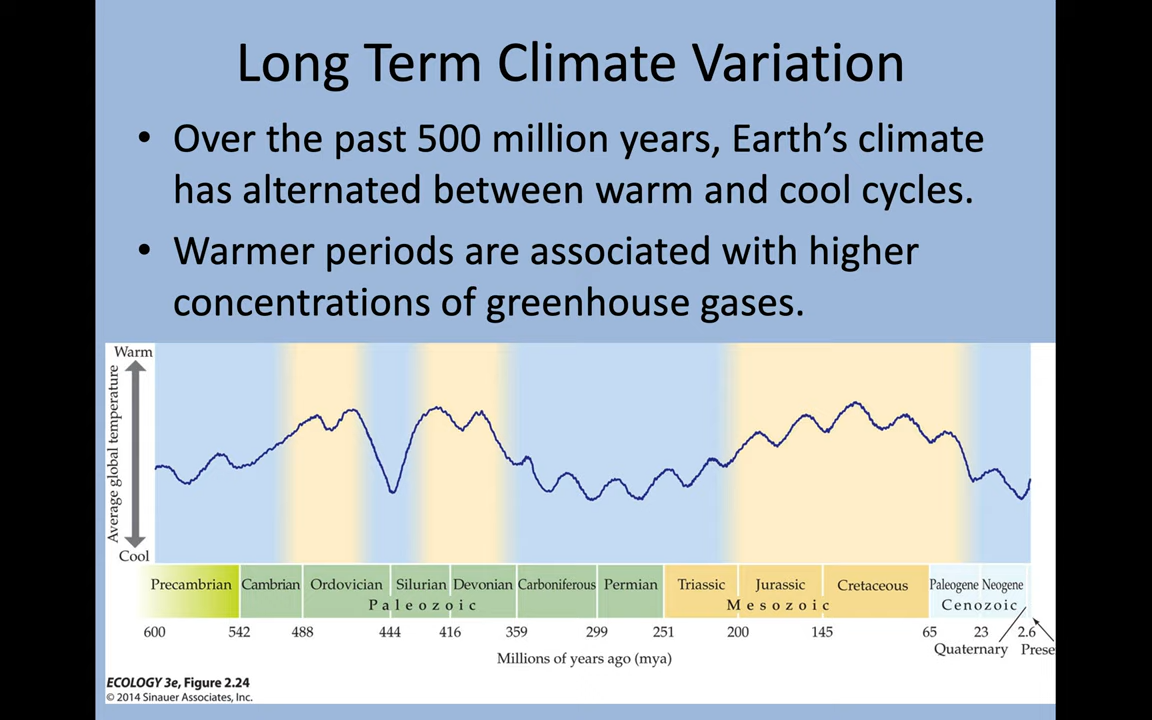 Long Term Climate Variation
• Over the past 500 million years, Earth's climate
has alternated between warm and cool cycles.
• Warmer periods are associated with higher
concentrations of greenhouse gases.
Warm
Average global temperature
Cool
Precambrian Cambrian Ordovician Silurian Devonian Carboniferous Permian Triassic Jurassic Cretaceous Paleogene Neogene
Paleozoic Mesozoic Cenozoic
600 542 488 444 416 359 299 251 200 145 65 23 2.6
Quaternary Prese
Millions of years ago (mya)
ECOLOGY 3e, Figure 2.24
© 2014 Sinauer Associates, Inc.